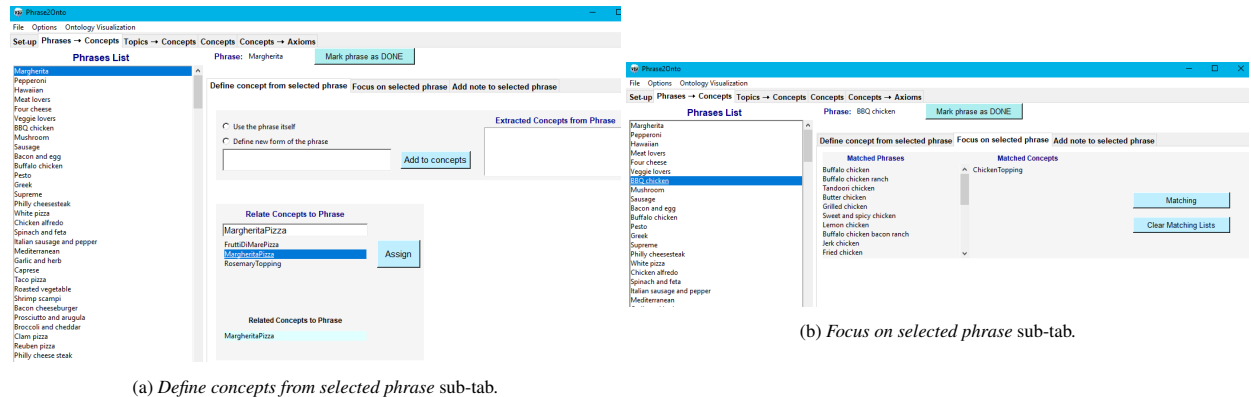 Phrase2Onto
File Options Ontology Visualization
Set-up Phrases → Concepts Topics → Concepts Concepts Concepts → Axioms
Phrases List
Margherita
Pepperoni
Hawaiian
Meat lovers
Four cheese
Veggie lovers
BBQ chicken
Mushroom
Sausage
Bacon and egg
Buffalo chicken
Pesto
Greek
Supreme
Philly cheesesteak
White pizza
Chicken alfredo
Spinach and feta
Italian sausage and pepper
Mediterranean
Garlic and herb
Caprese
Taco pizza
Roasted vegetable
Shrimp scampi
Bacon cheeseburger
Prosciutto and arugula
Broccoli and cheddar
Clam pizza
Reuben pizza
Philly cheese steak
Phrase: Margherita Mark phrase as DONE
Define concept from selected phrase Focus on selected phrase Add note to selected phrase
Use the phrase itself
Define new form of the phrase
Add to concepts
Extracted Concepts from Phrase
Relate Concepts to Phrase
MargheritaPizza
FruttiDiMarePizza
MargheritaPizza
RosemaryTopping
Assign
Related Concepts to Phrase
MargheritaPizza
(a) Define concepts from selected phrase sub-tab.
Phrase2Onto
File Options Ontology Visualization
Set-up Phrases → Concepts Topics → Concepts Concepts Concepts → Axioms
Phrases List
Margherita
Pepperoni
Hawaiian
Meat lovers
Four cheese
Veggie lovers
BBQ chicken
Mushroom
Sausage
Bacon and egg
Buffalo chicken
Pesto
Greek
Supreme
Philly cheesesteak
White pizza
Chicken alfredo
Spinach and feta
Italian sausage and pepper
Mediterranean
Phrase: BBQ chicken Mark phrase as DONE
Define concept from selected phrase Focus on selected phrase Add note to selected phrase
Matched Phrases
Buffalo chicken
Buffalo chicken ranch
Tandoori chicken
Butter chicken
Grilled chicken
Sweet and spicy chicken
Lemon chicken
Buffalo chicken bacon ranch
Jerk chicken
Fried chicken
Matched Concepts
ChickenTopping
Matching
Clear Matching Lists
(b) Focus on selected phrase sub-tab.